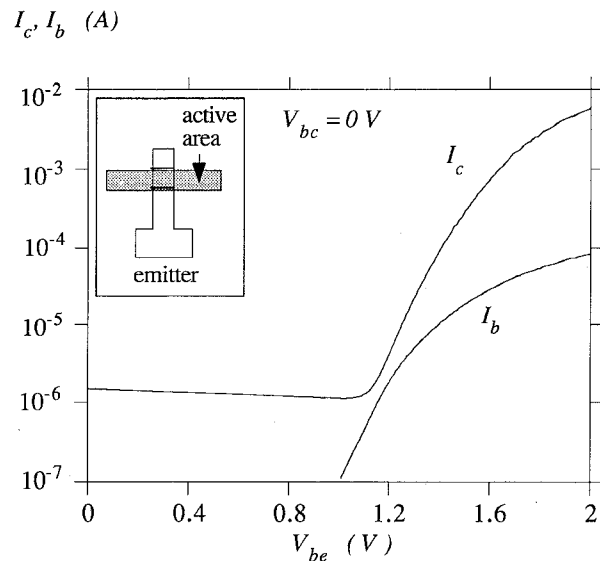 I_c, I_b (A)
10^-2
10^-3
10^-4
10^-5
10^-6
10^-7
active
area
emitter
V_bc = 0 V
I_c
I_b
0 0.4 0.8 1.2 1.6 2
V_be (V)